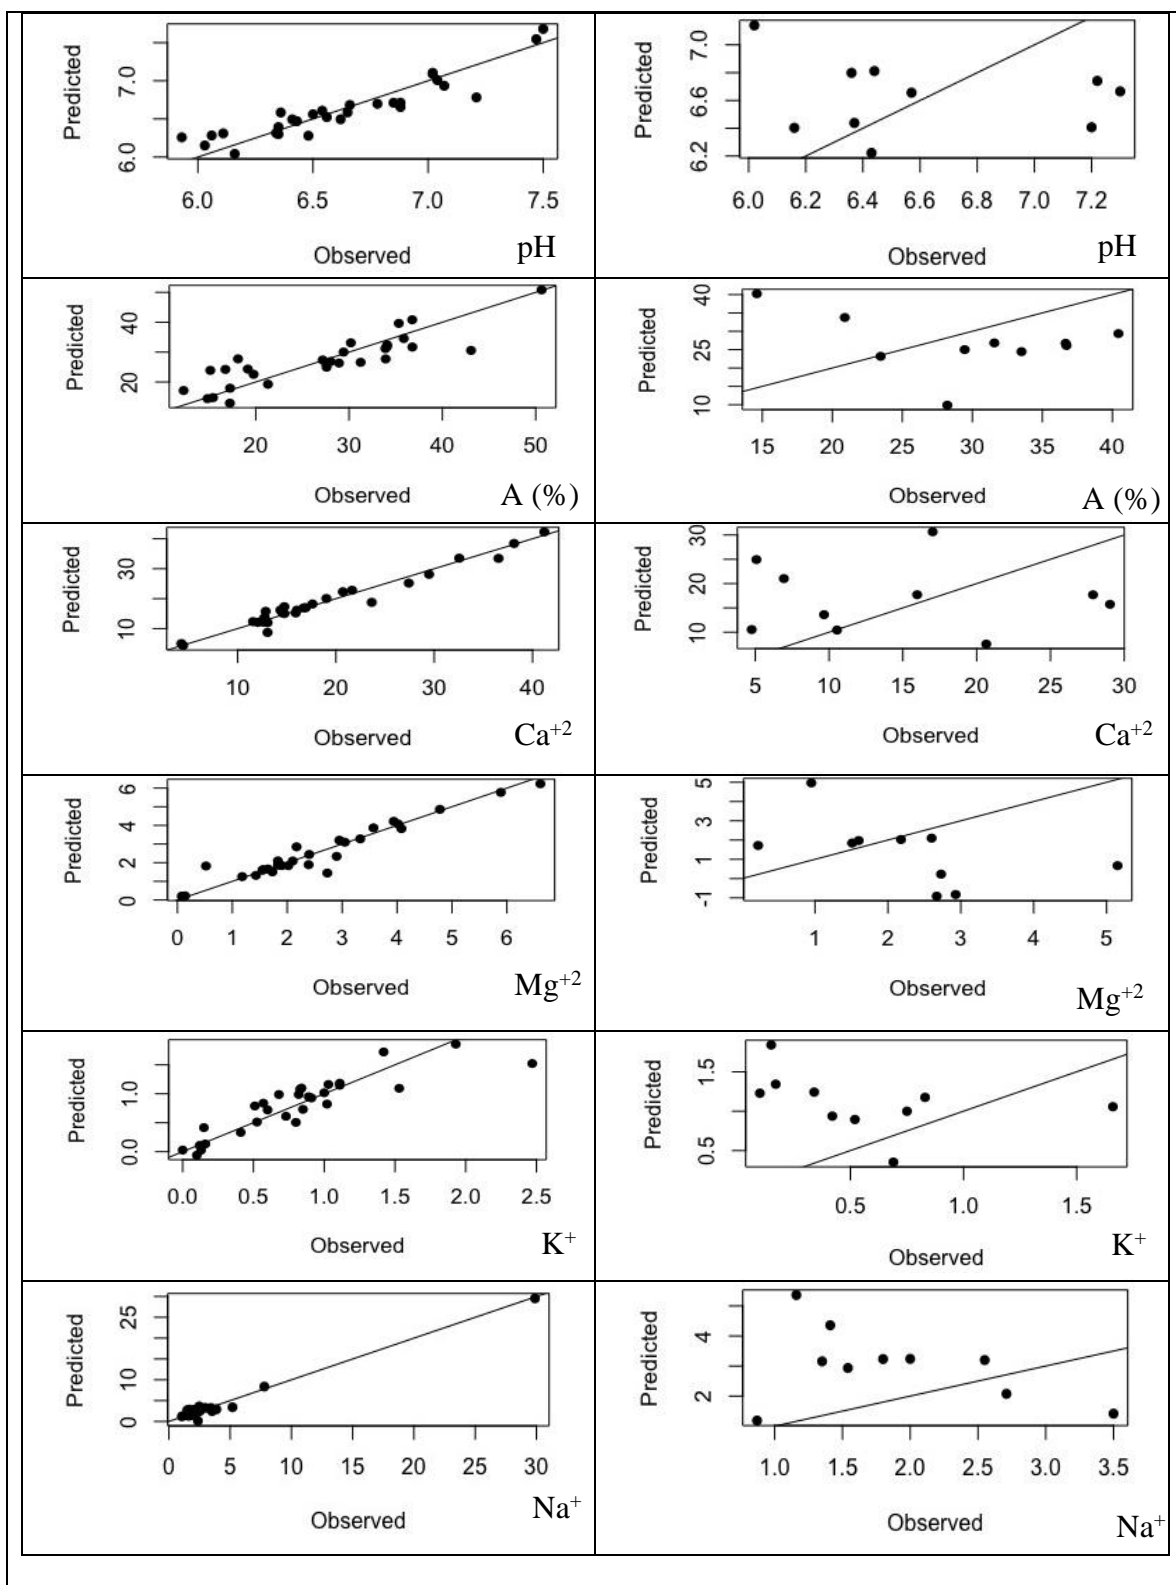 Predicted
6.0 7.0
6.0 6.5 7.0 7.5
Observed
pH
Predicted
6.2 6.6 7.0
6.0 6.2 6.4 6.6 6.8 7.0 7.2
Observed
pH
Predicted
20 40
20 30 40 50
Observed
A (%)
Predicted
10 25 40
15 20 25 30 35 40
Observed
A (%)
Predicted
10 30
10 20 30 40
Observed
Ca+2
Predicted
10 20 30
5 10 15 20 25 30
Observed
Ca+2
Predicted
0 2 4 6
0 1 2 3 4 5 6
Observed
Mg+2
Predicted
-1 1 3 5
1 2 3 5
Observed
Mg+2
Predicted
0.0 1.0
0.0 0.5 1.0 1.5 2.0 2.5
Observed
K+
Predicted
0.5 1.5
0.5 1.0 1.5
Observed
K+
Predicted
0 10 25
0 5 10 15 20 25 30
Observed
Na+
Predicted
2 4
1.0 1.5 2.0 2.5 3.0 3.5
Observed
Na+